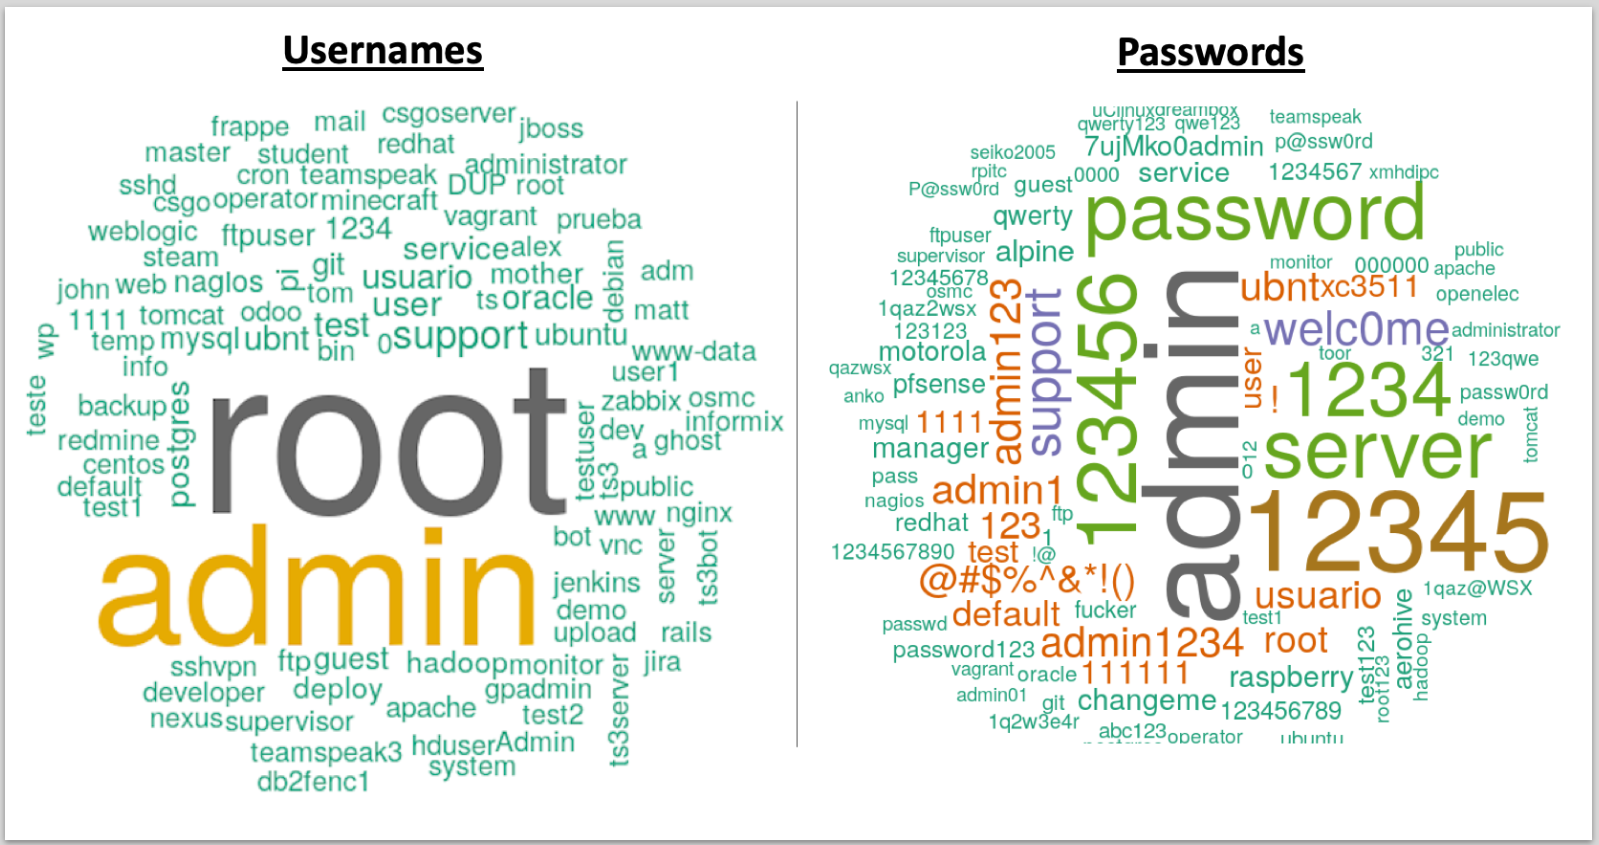 Usernames
frappe mail csgoserver jboss
master student redhat
cron teamspeak administrator
sshd DUP root
csgo operator minecraft
vagrant prueba
weblogic ftpuser 1234
service alex
steam git usuario mother debian adm
john web naglos pi tom user ts oracle matt
1111 tomcat odoo test
wp temp mysql ubnt bin 0 support ubuntu
info www-data
user1
teste backup postgres root zabbix osmc
redmine testuser dev a ghost informix
centos
default ts3 public
test1 www nginx
admin bot vnc server ts3bot
jenkins
demo
upload rails
sshvpn ftp guest hadoop monitor jira
developer deploy gpadmin
nexus supervisor apache test2 ts3server
teamspeak3 hduser Admin
db2fenc1 system
Passwords
uCljnuxdreambox teamspeak
qwerty123 qwe123
seiko2005 7ujMko0admin p@ssw0rd
rpitc 0000 service 1234567 xmhdipc
P@ssw0rd guest
qwerty password
ftpuser
supervisor alpine monitor 000000 public
apache
12345678 admin123 support 123456 admin ubnt xc3511 openelec
osmc
1qaz2wsx a welc0me administrator
123123
motorola toor 321 123qwe
qazwsx pfsense user ! 1234 passw0rd
anko
mysql 1111 demo tomcat
manager 012 server
0
pass
nagios admin1 12345
redhat 123 ftp
1
1234567890 test !@
@#$%^&*!()
default fucker usuario aerohive 1qaz@WSX
passwd test1 system
password123 admin1234 root test123 hadoop
vagrant oracle 111111 raspberry root123
admin01 git changeme 123456789
1q2w3e4r abc123 operator
postgres ubuntu